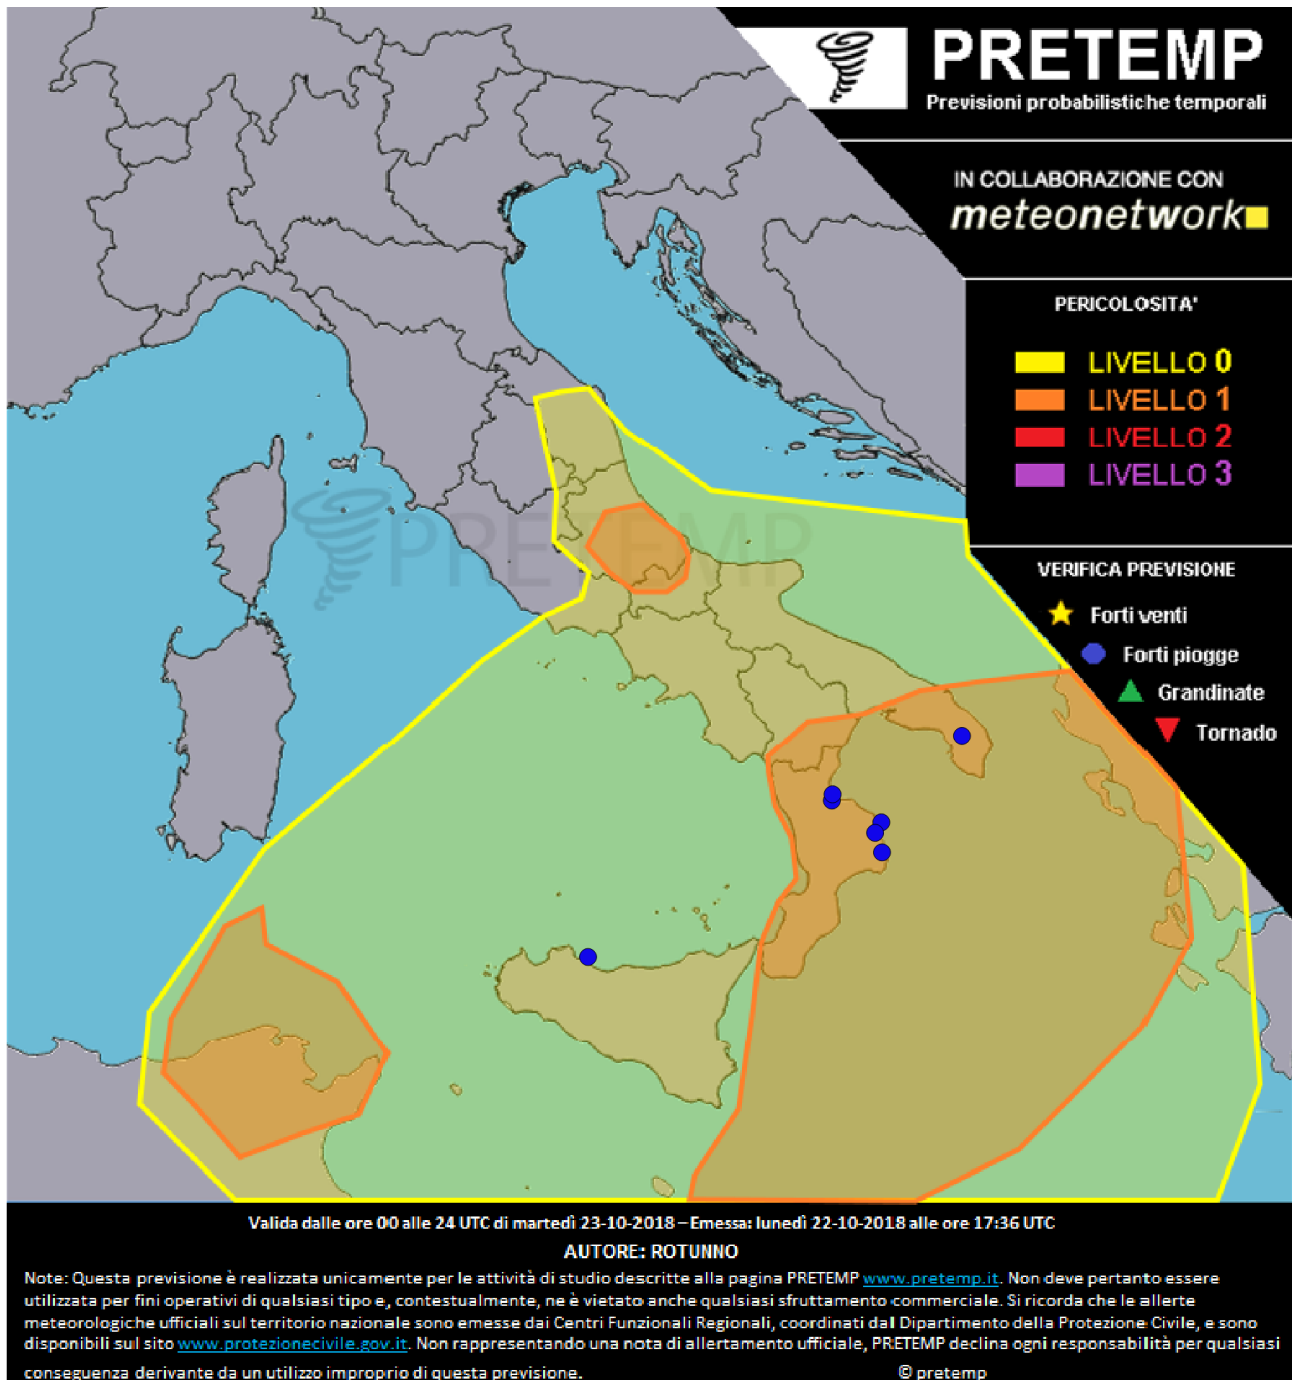 PRETEMP
Previsioni probabilistiche temporali
IN COLLABORAZIONE CON
meteonetwork
PERICOLOSITA'
LIVELLO 0
LIVELLO 1
LIVELLO 2
LIVELLO 3
PRETEMP
VERIFICA PREVISIONE
Forti venti
Forti piogge
Grandinate
Tornado
Valida dalle ore 00 alle 24 UTC di martedì 23-10-2018 – Emessa: lunedì 22-10-2018 alle ore 17:36 UTC
AUTORE: ROTUNNO
Note: Questa previsione è realizzata unicamente per le attività di studio descritte alla pagina PRETEMP www.pretemp.it. Non deve pertanto essere
utilizzata per fini operativi di qualsiasi tipo e, contestualmente, ne è vietato anche qualsiasi sfruttamento commerciale. Si ricorda che le allerte
meteorologiche ufficiali sul territorio nazionale sono emesse dai Centri Funzionali Regionali, coordinati dal Dipartimento della Protezione Civile, e sono
disponibili sul sito www.protezionecivile.gov.it. Non rappresentando una nota di allertamento ufficiale, PRETEMP declina ogni responsabilità per qualsiasi
conseguenza derivante da un utilizzo improprio di questa previsione. © pretemp